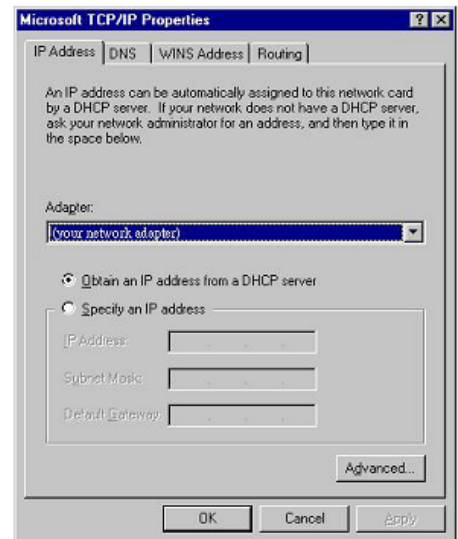 Microsoft TCP/IP Properties
IP Address DNS WINS Address Routing
An IP address can be automatically assigned to this network card
by a DHCP server. If your network does not have a DHCP server,
ask your network administrator for an address, and then type it in
the space below.
Adapter:
(your network adapter)
Obtain an IP address from a DHCP server
Specify an IP address
IP Address:
Subnet Mask:
Default Gateway:
Advanced...
OK Cancel Apply